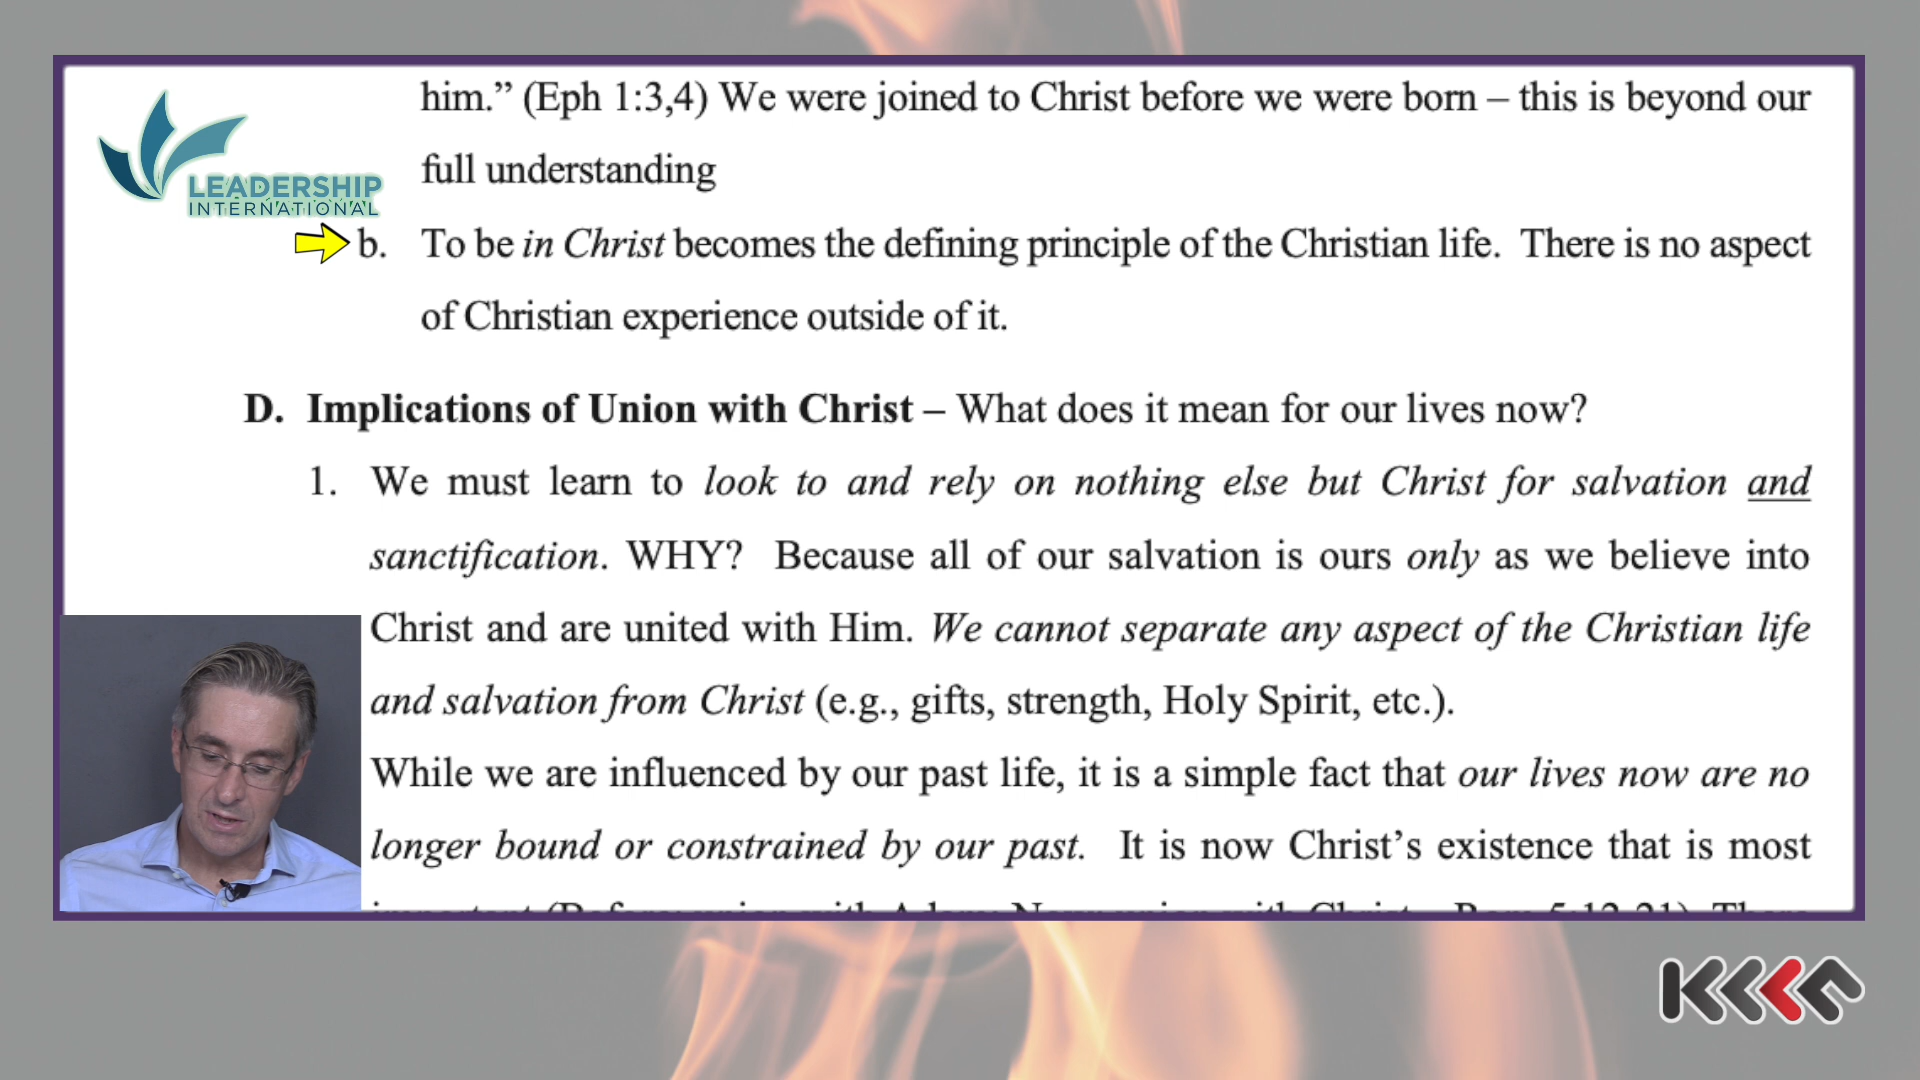 him.” (Eph 1:3,4) We were joined to Christ before we were born – this is beyond our
full understanding
LEADERSHIP
INTERNATIONAL
b. To be in Christ becomes the defining principle of the Christian life. There is no aspect
of Christian experience outside of it.
D. Implications of Union with Christ – What does it mean for our lives now?
1. We must learn to look to and rely on nothing else but Christ for salvation and
sanctification. WHY? Because all of our salvation is ours only as we believe into
Christ and are united with Him. We cannot separate any aspect of the Christian life
and salvation from Christ (e.g., gifts, strength, Holy Spirit, etc.).
While we are influenced by our past life, it is a simple fact that our lives now are no
longer bound or constrained by our past. It is now Christ’s existence that is most